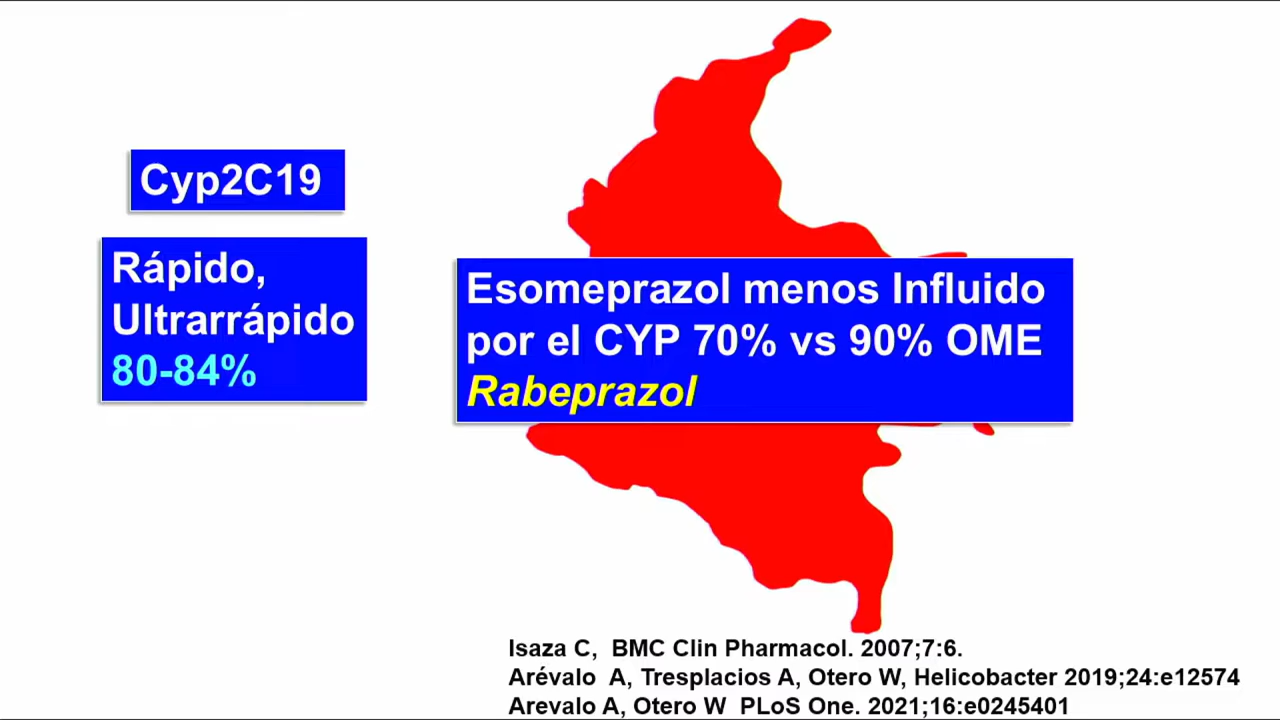 Cyp2C19
Rápido,
Ultrarrápido
80-84%
Esomeprazol menos Influido
por el CYP 70% vs 90% OME
Rabeprazol
Isaza C, BMC Clin Pharmacol. 2007;7:6.
Arévalo A, Tresplacios A, Otero W, Helicobacter 2019;24:e12574
Arevalo A, Otero W PLoS One. 2021;16:e0245401